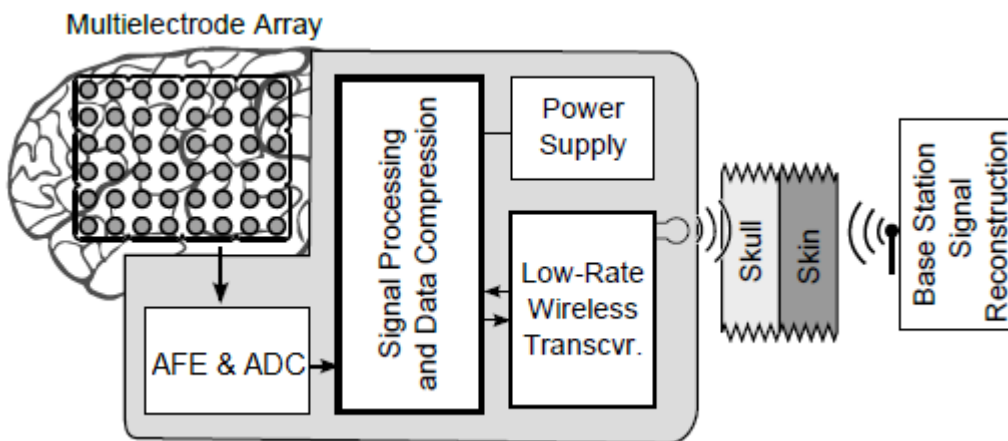 Multielectrode Array
AFE & ADC
Signal Processing
and Data Compression
Power
Supply
Low-Rate
Wireless
Transcvr.
Skull
Skin
Base Station
Signal
Reconstruction